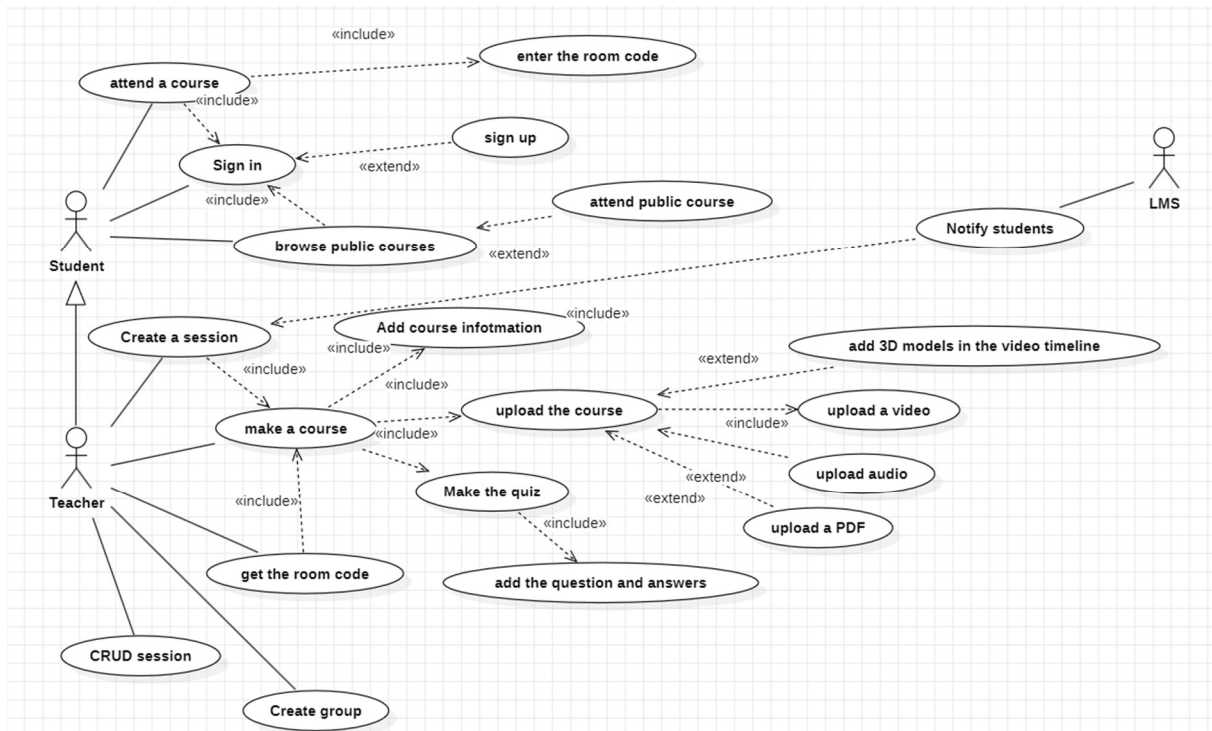 «include»
enter the room code
attend a course
«include»
sign up
Sign in
«extend»
«include»
attend public course
LMS
Notify students
browse public courses
«extend»
Student
«include»
Create a session
Add course infotmation
«include»
add 3D models in the video timeline
«extend»
«include»
«include»
upload the course
upload a video
«include»
make a course
«include»
upload audio
«extend»
Make the quiz
«extend»
Teacher
«include»
«include»
upload a PDF
get the room code
add the question and answers
CRUD session
Create group